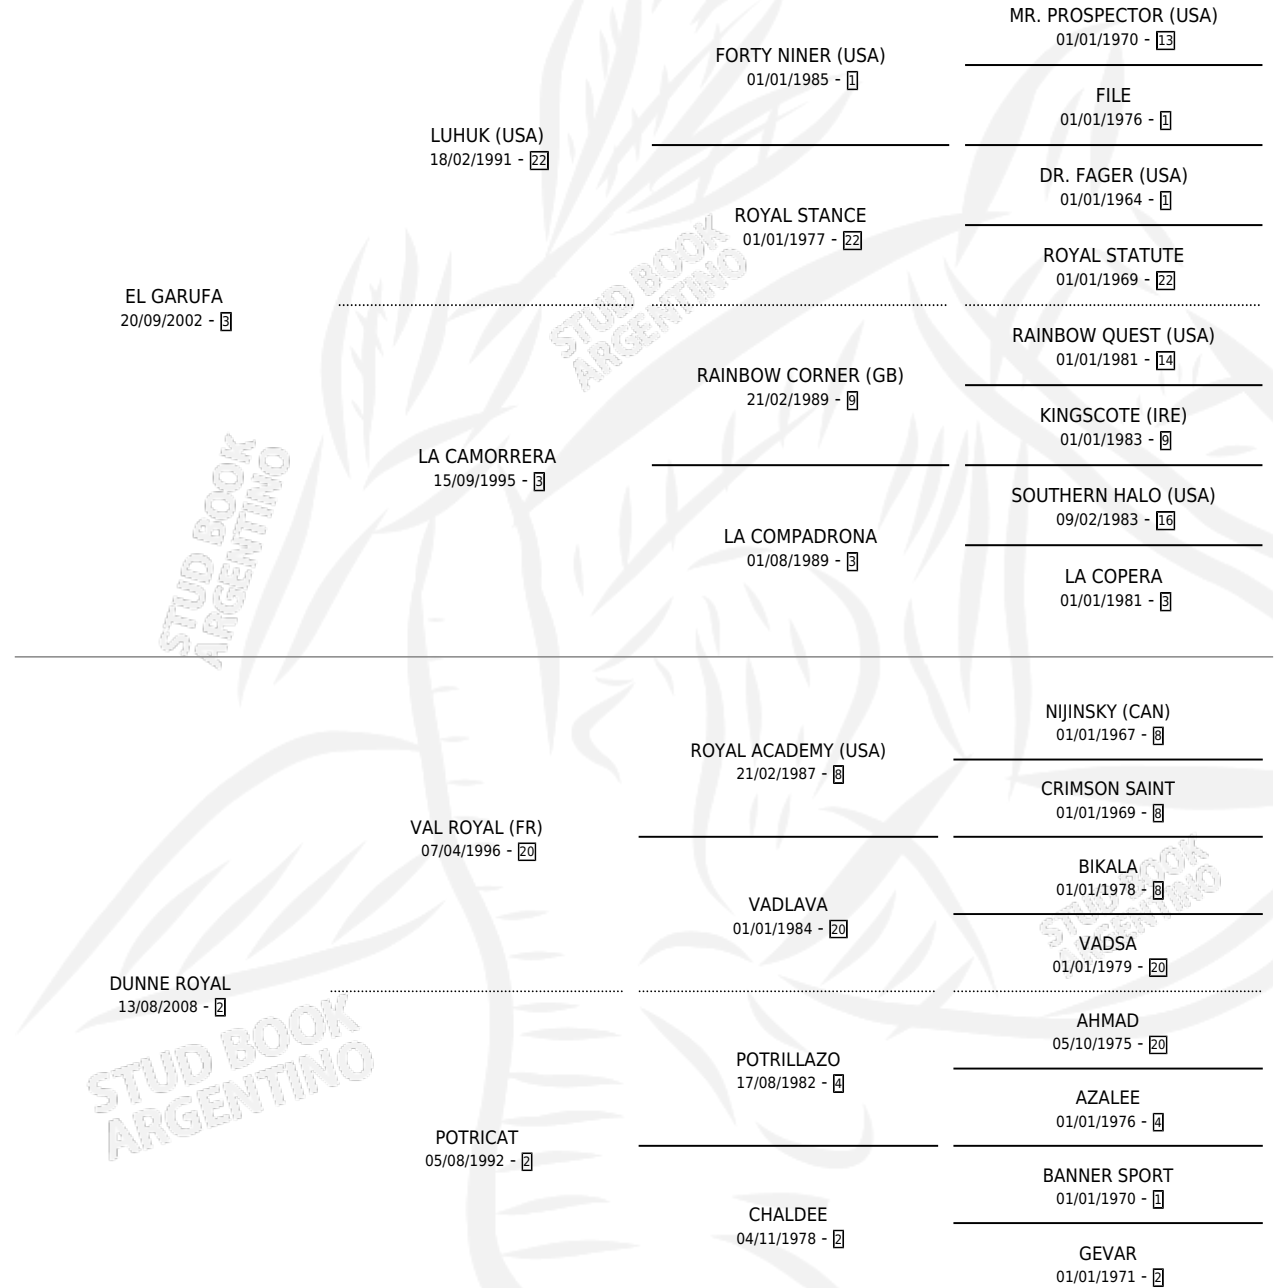 MR. PROSPECTOR (USA)
01/01/1970 - 13
FORTY NINER (USA)
01/01/1985 - 1
FILE
01/01/1976 - 1
LUHUK (USA)
18/02/1991 - 22
DR. FAGER (USA)
01/01/1964 - 1
ROYAL STANCE
01/01/1977 - 22
ROYAL STATUTE
01/01/1969 - 22
EL GARUFA
20/09/2002 - 3
RAINBOW QUEST (USA)
01/01/1981 - 14
RAINBOW CORNER (GB)
21/02/1989 - 9
KINGSCOTE (IRE)
01/01/1983 - 9
LA CAMORRERA
15/09/1995 - 3
SOUTHERN HALO (USA)
09/02/1983 - 16
LA COMPADRONA
01/08/1989 - 3
LA COPERA
01/01/1981 - 3
NIJINSKY (CAN)
01/01/1967 - 8
ROYAL ACADEMY (USA)
21/02/1987 - 8
CRIMSON SAINT
01/01/1969 - 8
VAL ROYAL (FR)
07/04/1996 - 20
BIKALA
01/01/1978 - 8
VADLAVA
01/01/1984 - 20
VADSA
01/01/1979 - 20
DUNNE ROYAL
13/08/2008 - 2
AHMAD
05/10/1975 - 20
POTRILLAZO
17/08/1982 - 4
AZALEE
01/01/1976 - 4
POTRICAT
05/08/1992 - 2
BANNER SPORT
01/01/1970 - 1
CHALDEE
04/11/1978 - 2
GEVAR
01/01/1971 - 2
STUD BOOK
ARGENTINO
STUD BOOK
ARGENTINO
STUD BOOK
ARGENTINO
STUD BOOK
ARGENTINO